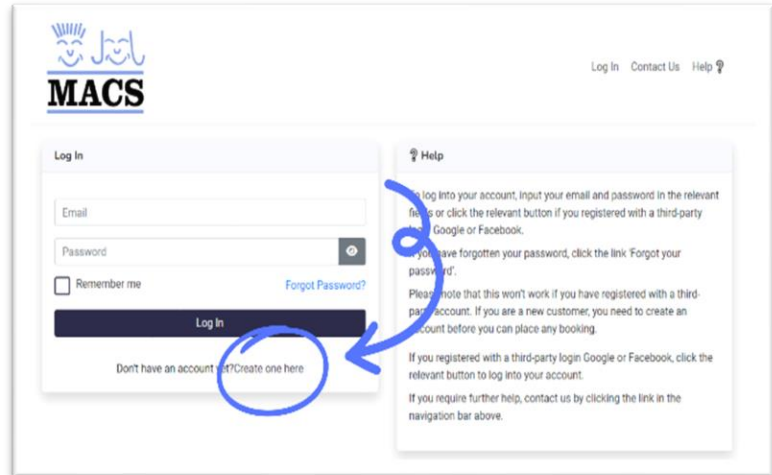 MACS
Log In Contact Us Help
Log In
Email
Password
Remember me
Forgot Password?
Log In
Don't have an account yet?Create one here
Help
log into your account, input your email and password in the relevant
or click the relevant button if you registered with a third-party
Google or Facebook.
have forgotten your password, click the link 'Forgot your
password'.
Please note that this won't work if you have registered with a third-
party account. If you are a new customer, you need to create an
account before you can place any booking.
If you registered with a third-party login Google or Facebook, click the
relevant button to log into your account.
If you require further help, contact us by clicking the link in the
navigation bar above.